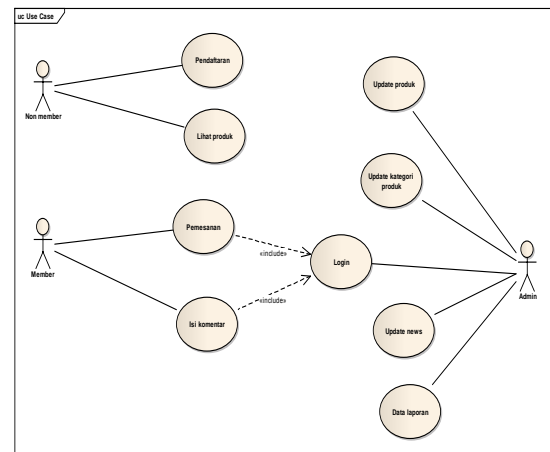 uc Use Case
Pendaftaran
Update produk
Non member
Lihat produk
Update kategori
produk
Pemesanan
Member
«include»
Login
Admin
«include»
Isi komentar
Update news
Data laporan